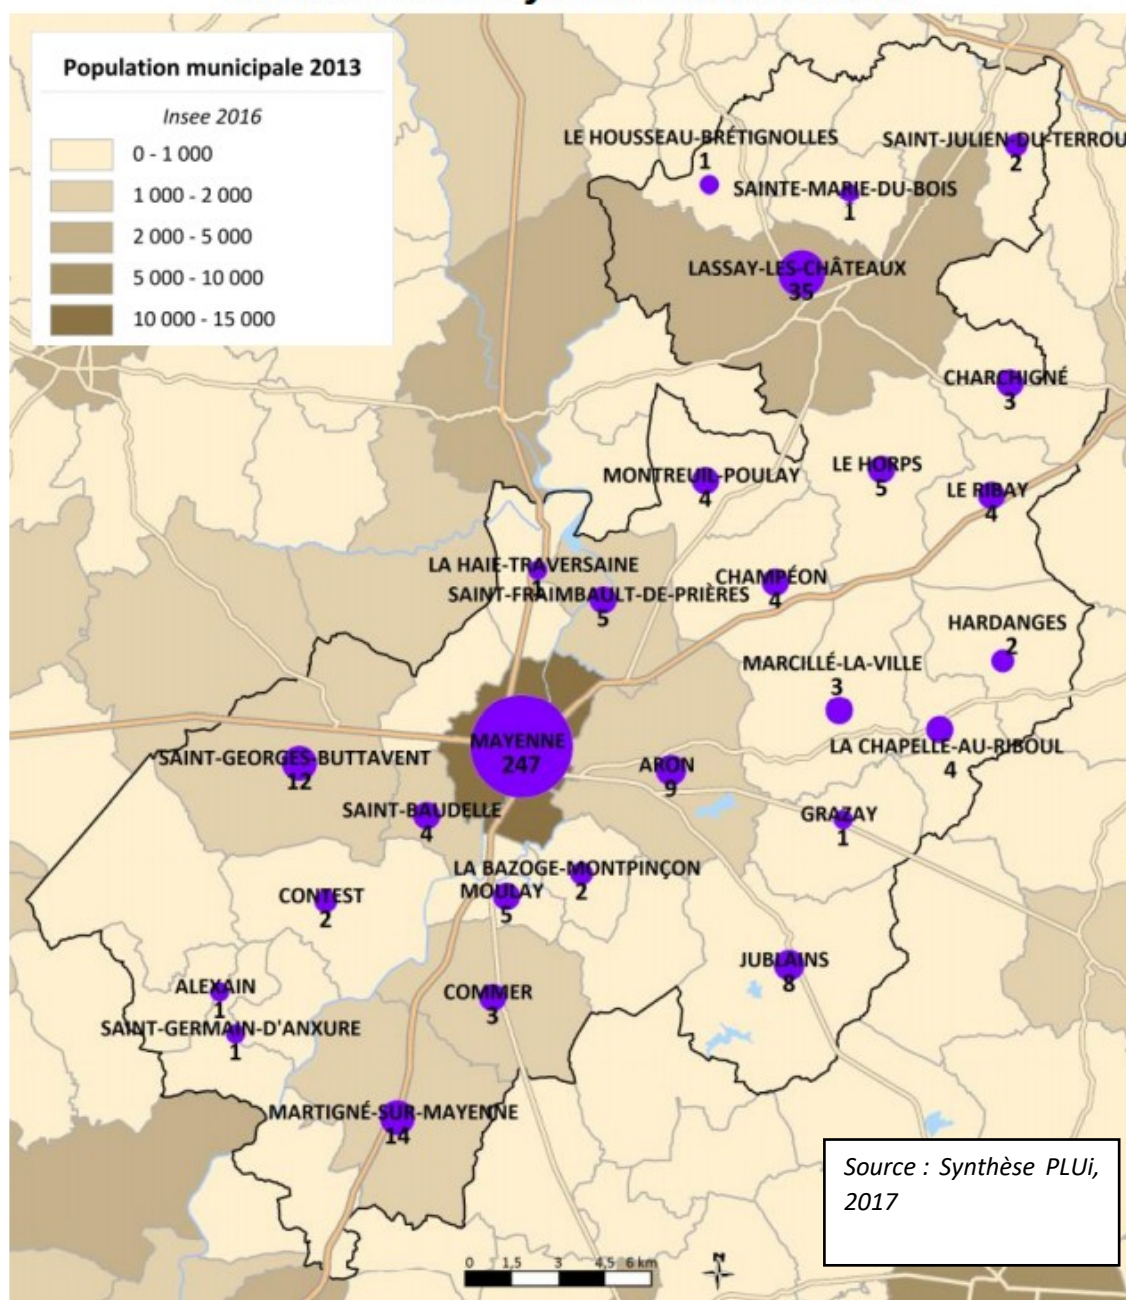 Population municipale 2013
Insee 2016
0 - 1 000
1 000 - 2 000
2 000 - 5 000
5 000 - 10 000
10 000 - 15 000
LE HOUSSEAU-BRÉTIGNOLLES
1
SAINT-JULIEN-DU-TERROU
2
SAINTE-MARIE-DU-BOIS
1
LASSAY-LES-CHÂTEAUX
35
CHARCHIGNÉ
3
MONTREUIL-POULAY
4
LE HORPS
5
LE RIBAY
4
LA HAIE-TRAVERSAINE
1
SAINT-FRAIMBAULT-DE-PRIÈRES
5
CHAMPÉON
4
HARDANGES
2
MARCILLÉ-LA-VILLE
3
LA CHAPELLE-AU-RIBOUL
4
MAYENNE
247
SAINT-GEORGES-BUTTAVENT
12
ARON
9
SAINT-BAUDELLE
4
GRAZAY
1
LA BAZOGE-MONTPINÇON
2
MOULAY
5
CONTEST
2
JUBLAINS
8
ALEXAIN
1
COMMER
3
SAINT-GERMAIN-D'ANXURE
1
MARTIGNÉ-SUR-MAYENNE
14
Source : Synthèse PLUi,
2017
0 1,5 3 4,5 6 km
N